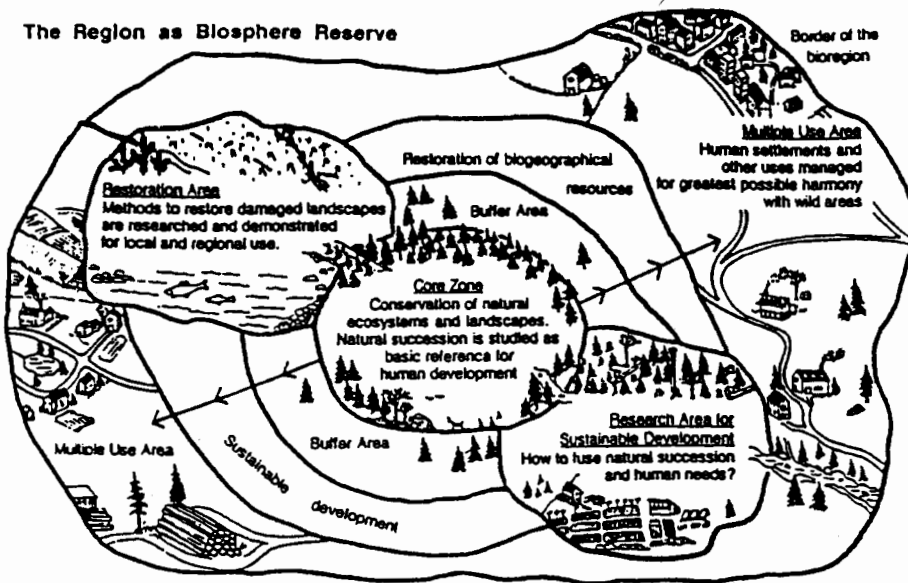 The Region as Biosphere Reserve
Border of the
bioregion
Multiple Use Area
Human settlements and
other uses managed
for greatest possible harmony
with wild areas
Restoration of biogeographical
resources
Restoration Area
Methods to restore damaged landscapes
are researched and demonstrated
for local and regional use.
Buffer Area
Core Zone
Conservation of natural
ecosystems and landscapes.
Natural succession is studied as
basic reference for
human development
Research Area for
Sustainable Development
How to fuse natural succession
and human needs?
Multiple Use Area
Buffer Area
Sustainable
development